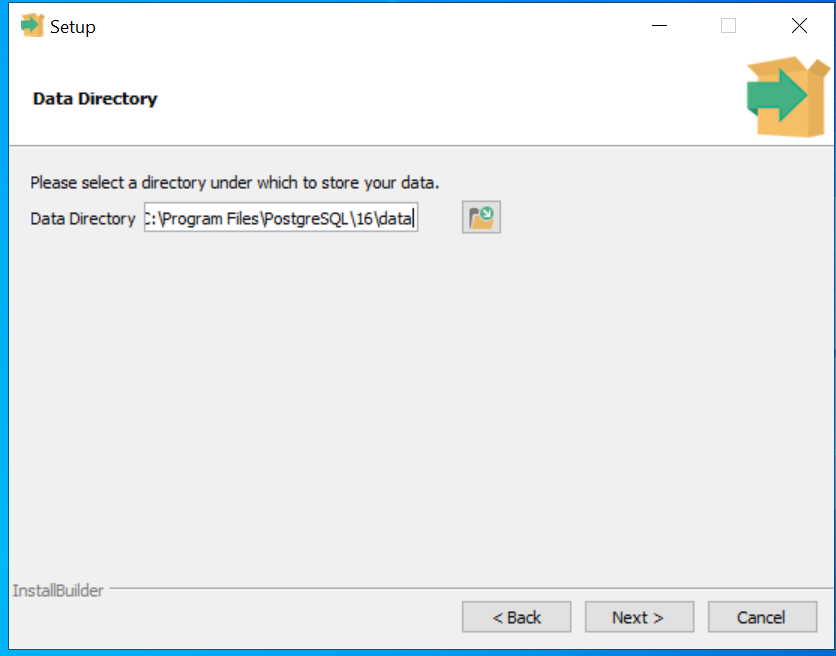 Setup
Data Directory
Please select a directory under which to store your data.
Data Directory C:\Program Files\PostgreSQL\16\data
InstallBuilder
< Back Next > Cancel